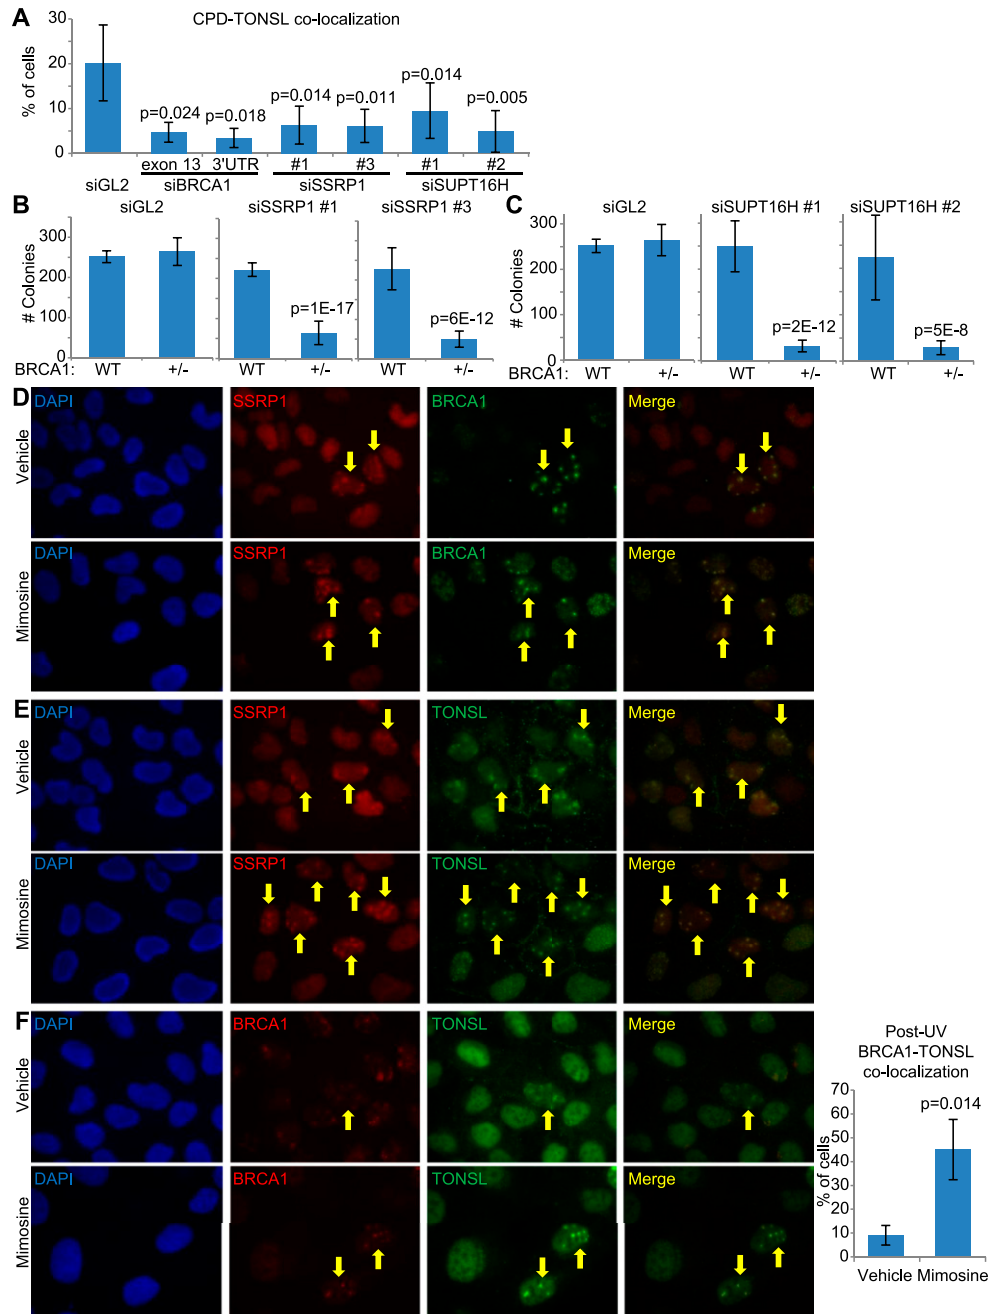 A
CPD-TONSL co-localization
30
20
10
0
% of cells
p=0.024
p=0.018
p=0.014
p=0.011
p=0.014
p=0.005
exon 13
3'UTR
#1
#3
#1
#2
siGL2
siBRCA1
siSSRP1
siSUPT16H
B
siGL2
siSSRP1 #1
siSSRP1 #3
300
200
100
0
# Colonies
p=1E-17
p=6E-12
BRCA1:
WT
+/-
WT
+/-
WT
+/-
C
siGL2
siSUPT16H #1
siSUPT16H #2
300
200
100
0
# Colonies
p=2E-12
p=5E-8
BRCA1:
WT
+/-
WT
+/-
WT
+/-
D
Vehicle
DAPI
SSRP1
BRCA1
Merge
Mimosine
DAPI
SSRP1
BRCA1
Merge
E
Vehicle
DAPI
SSRP1
TONSL
Merge
Mimosine
DAPI
SSRP1
TONSL
Merge
F
Vehicle
DAPI
BRCA1
TONSL
Merge
Mimosine
DAPI
BRCA1
TONSL
Merge
Post-UV
BRCA1-TONSL
co-localization
70
60
50
40
30
20
10
0
% of cells
p=0.014
Vehicle
Mimosine